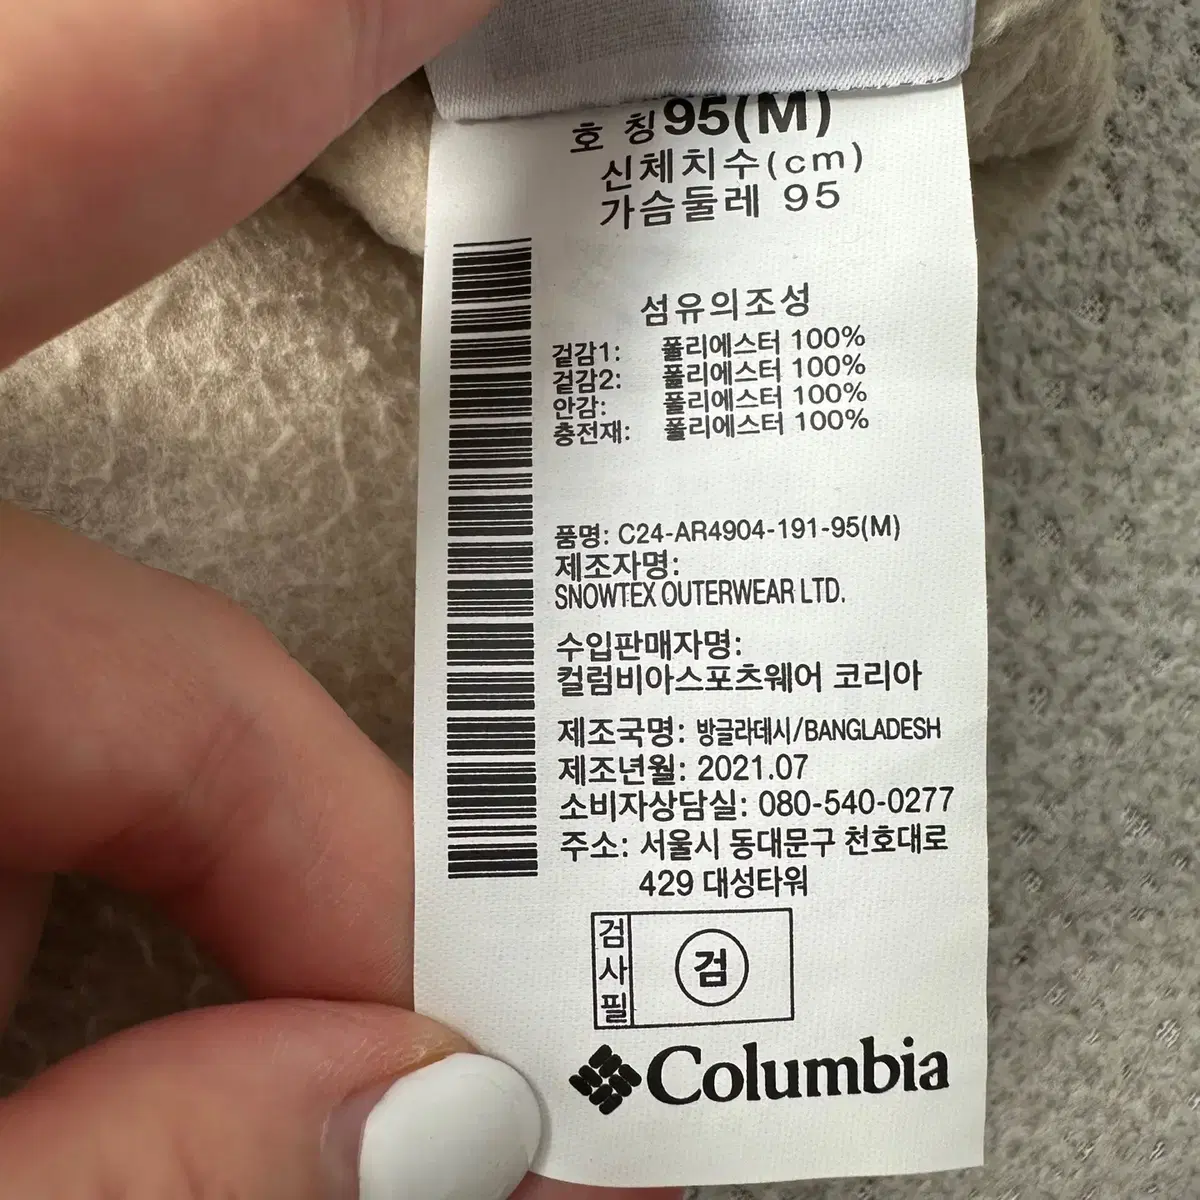 호 칭 95(M)
신체치수(cm)
가슴둘레 95
섬유의조성
겉감1: 폴리에스터 100%
겉감2: 폴리에스터 100%
안감: 폴리에스터 100%
충전재: 폴리에스터 100%
품명: C24-AR4904-191-95(M)
제조자명:
SNOWTEX OUTERWEAR LTD.
수입판매자명:
컬럼비아스포츠웨어 코리아
제조국명: 방글라데시/BANGLADESH
제조년월: 2021.07
소비자상담실: 080-540-0277
주소: 서울시 동대문구 천호대로
429 대성타워
검사필
검
Columbia